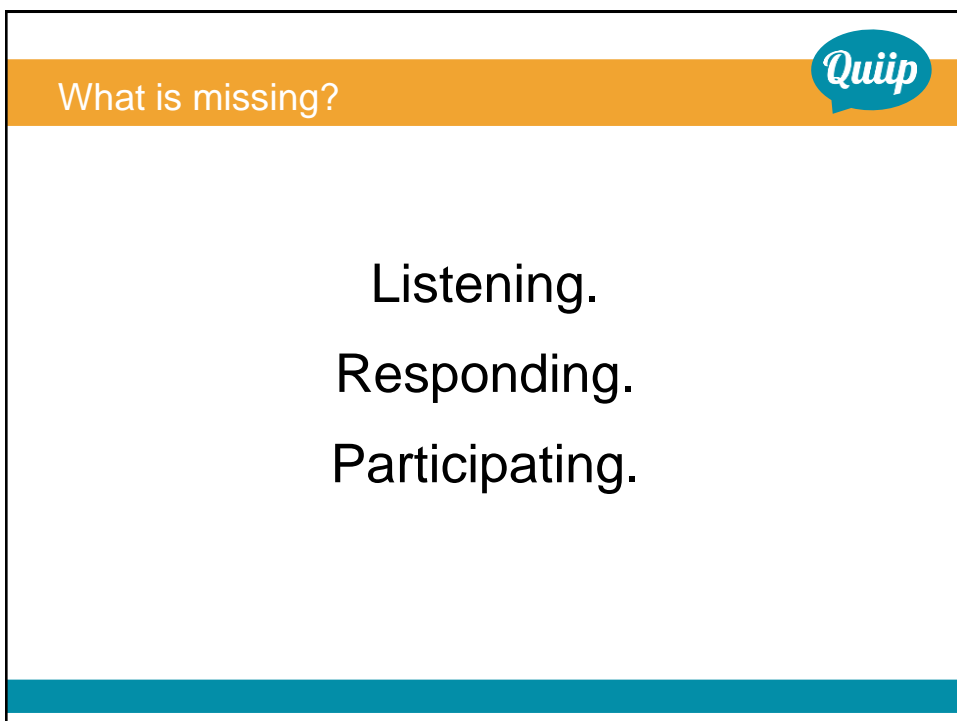 Quiip
What is missing?
Listening.
Responding.
Participating.